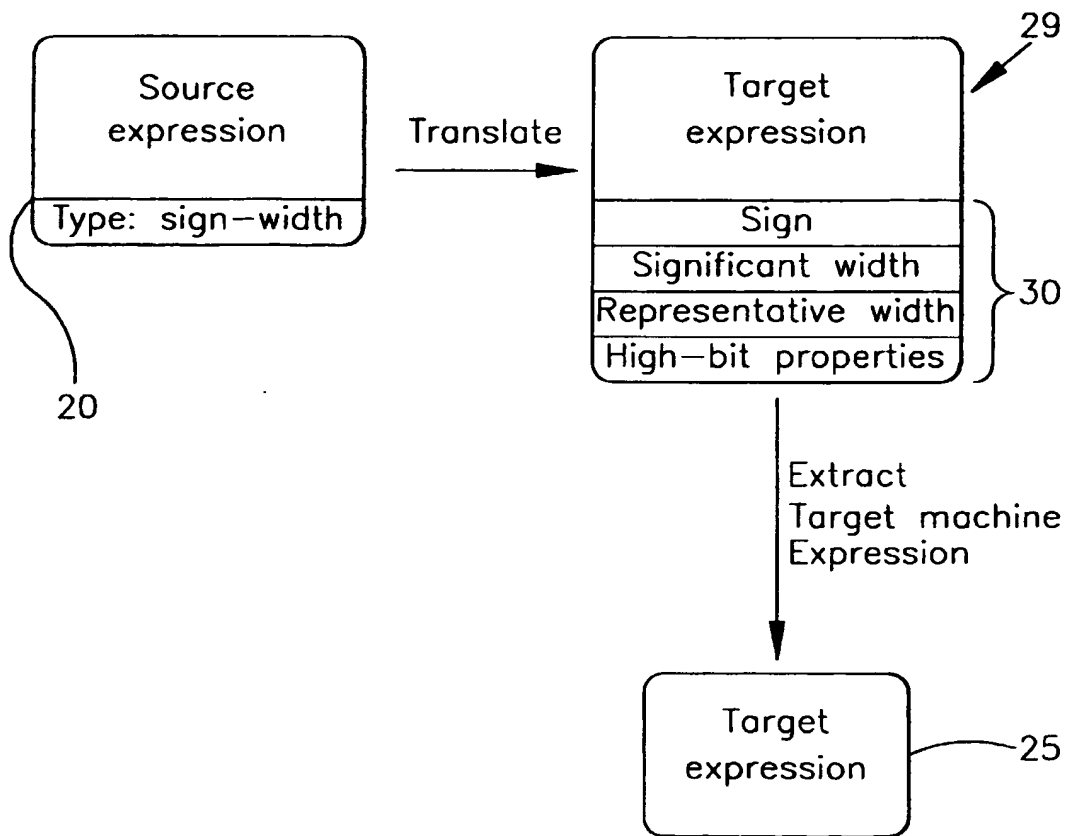 29
Source
expression
Type: sign-width
20
Translate
Target
expression
Sign
Significant width
Representative width
High-bit properties
30
Extract
Target machine
Expression
Target
expression
25